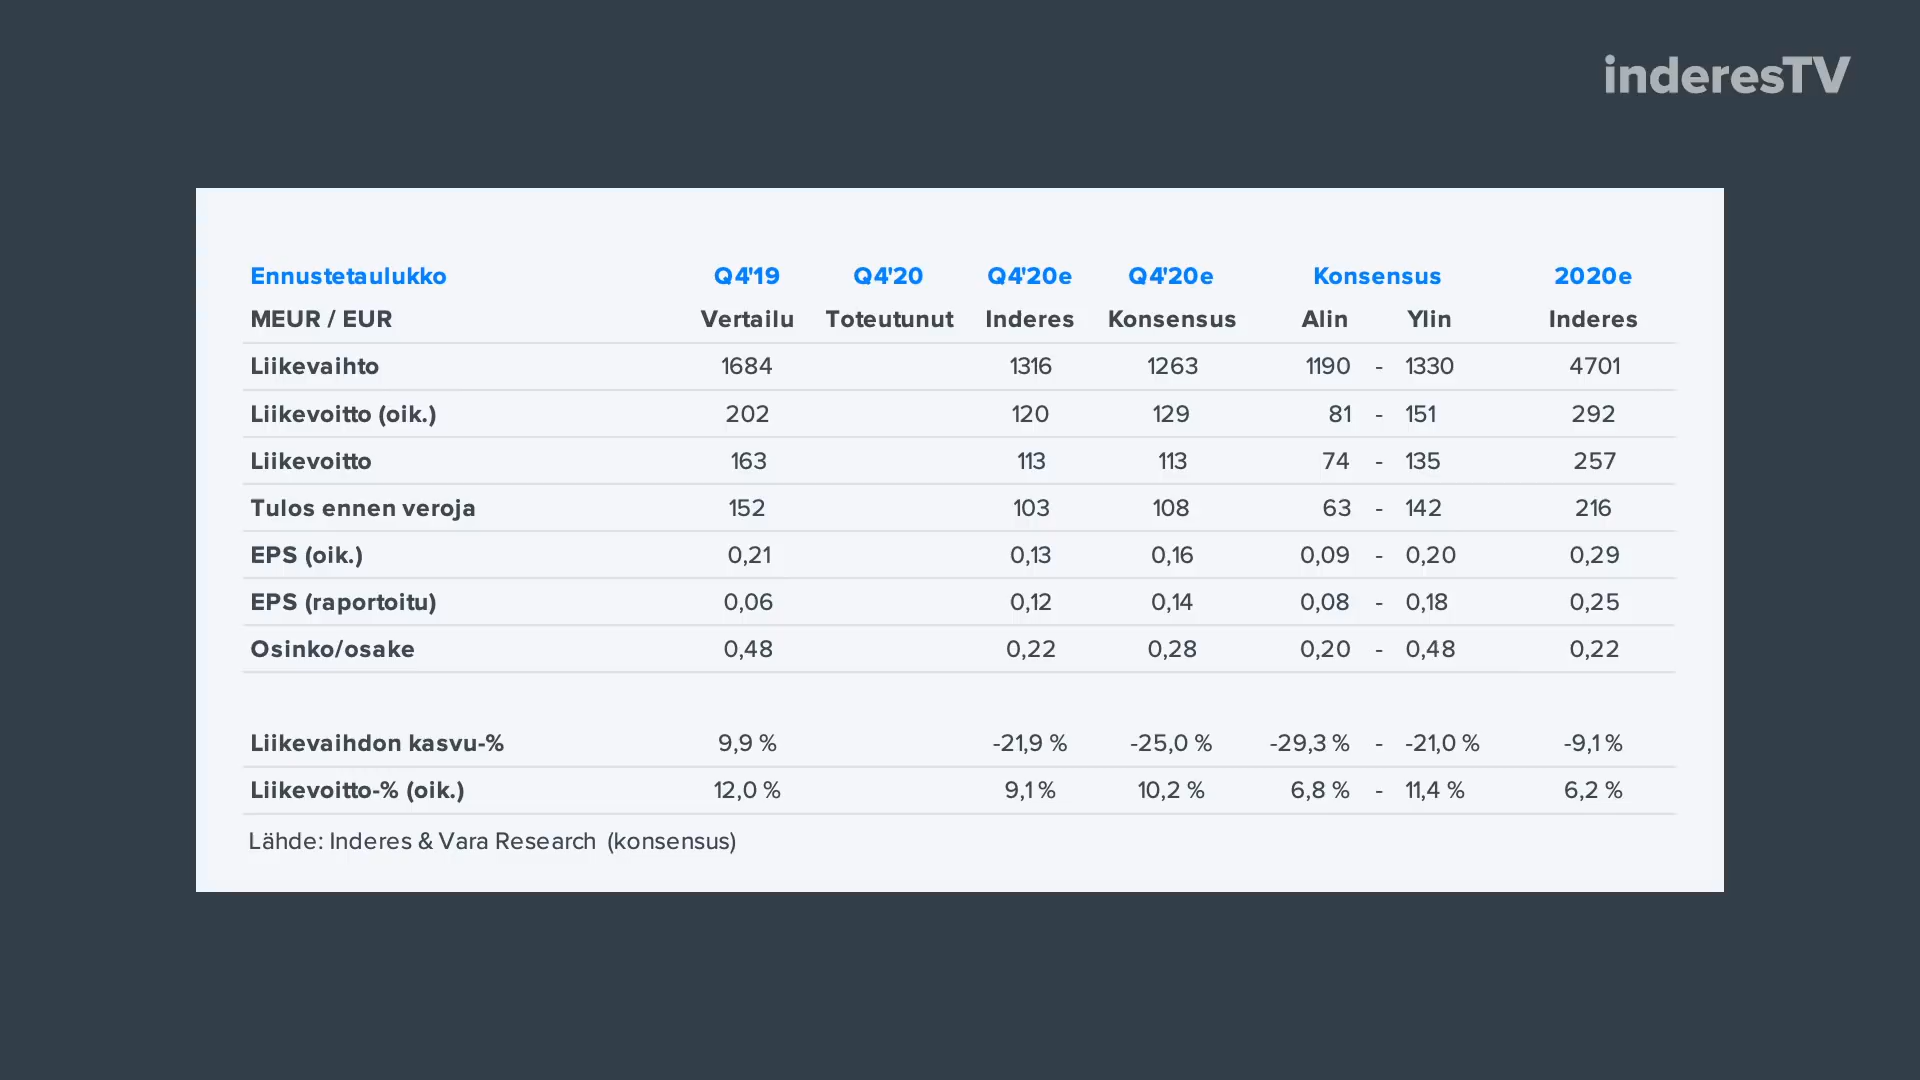 inderesTV
Ennustetaulukko Q4'19 Q4'20 Q4'20e Q4'20e Konsensus 2020e
MEUR / EUR Vertailu Toteutunut Inderes Konsensus Alin Ylin Inderes
Liikevaihto 1684 1316 1263 1190 - 1330 4701
Liikevoitto (oik.) 202 120 129 81 - 151 292
Liikevoitto 163 113 113 74 - 135 257
Tulos ennen veroja 152 103 108 63 - 142 216
EPS (oik.) 0,21 0,13 0,16 0,09 - 0,20 0,29
EPS (raportoitu) 0,06 0,12 0,14 0,08 - 0,18 0,25
Osinko/osake 0,48 0,22 0,28 0,20 - 0,48 0,22
Liikevaihdon kasvu-% 9,9 % -21,9 % -25,0 % -29,3 % - -21,0 % -9,1 %
Liikevoitto-% (oik.) 12,0 % 9,1 % 10,2 % 6,8 % - 11,4 % 6,2 %
Lähde: Inderes & Vara Research (konsensus)